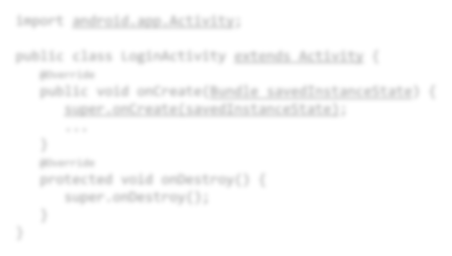 import android.app.Activity;
public class LoginActivity extends Activity {
@Override
public void onCreate(Bundle savedInstanceState) {
super.onCreate(savedInstanceState);
...
}
@Override
protected void onDestroy() {
super.onDestroy();
}
}